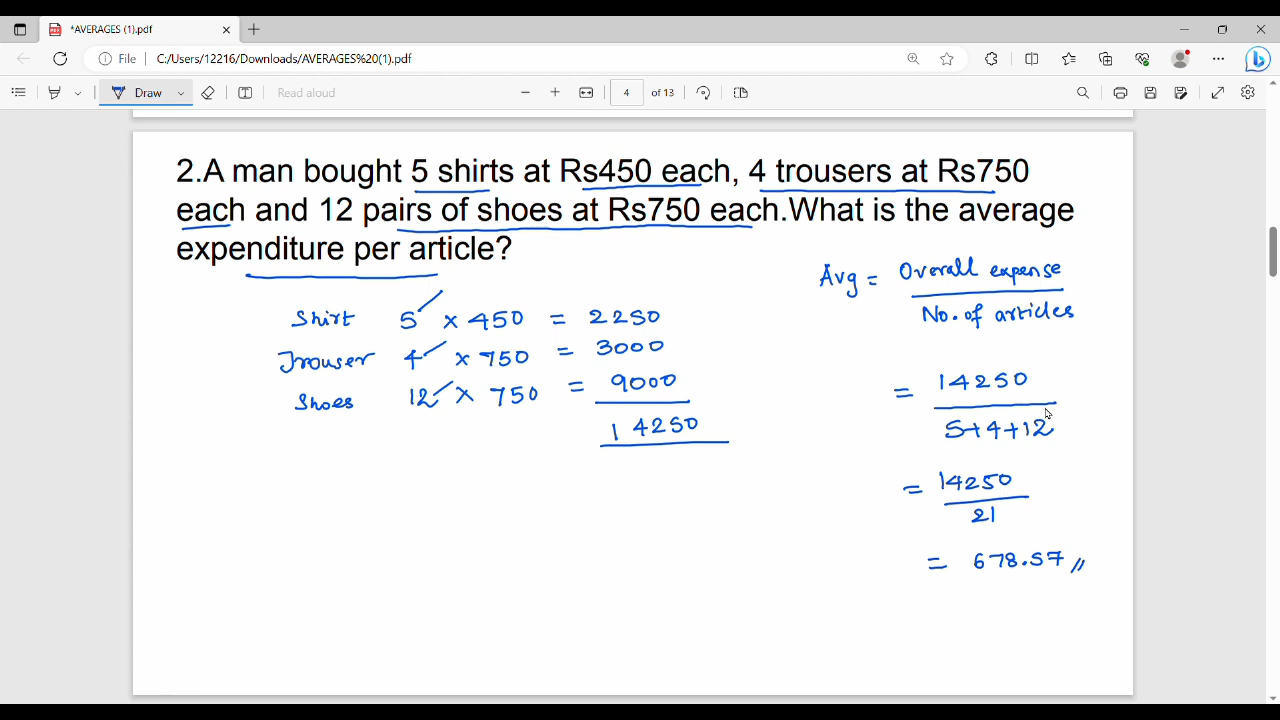 *AVERAGES (1).pdf
File C:/Users/12216/Downloads/AVERAGES%20(1).pdf
Draw Read aloud 4 of 13
2.A man bought 5 shirts at Rs450 each, 4 trousers at Rs750
each and 12 pairs of shoes at Rs750 each.What is the average
expenditure per article?
Avg = Overall expense
No. of articles
Shirt 5 × 450 = 2250
Trouser 4 × 750 = 3000
Shoes 12 × 750 = 9000
14250
= 14250
5+4+12
= 14250
21
= 678.57 //